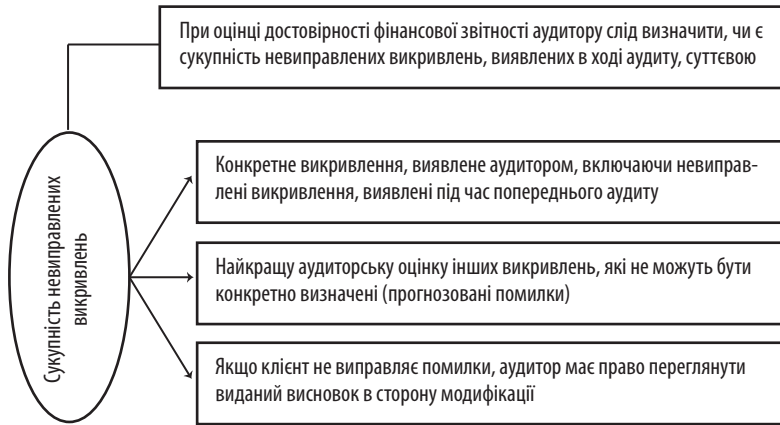 При оцінці достовірності фінансової звітності аудитору слід визначити, чи є
сукупність невиправлених викривлень, виявлених в ході аудиту, суттєвою
Сукупність невиправлених
викривлень
Конкретне викривлення, виявлене аудитором, включаючи невиправ-
лені викривлення, виявлені під час попереднього аудиту
Найкращу аудиторську оцінку інших викривлень, які не можуть бути
конкретно визначені (прогнозовані помилки)
Якщо клієнт не виправляє помилки, аудитор має право переглянути
виданий висновок в сторону модифікації